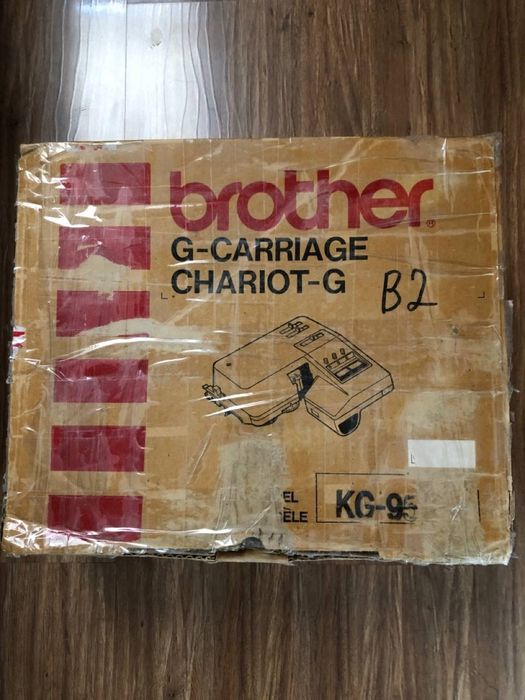 brother®
G-CARRIAGE
CHARIOT-G
B2
EL
ÈLE
KG-95